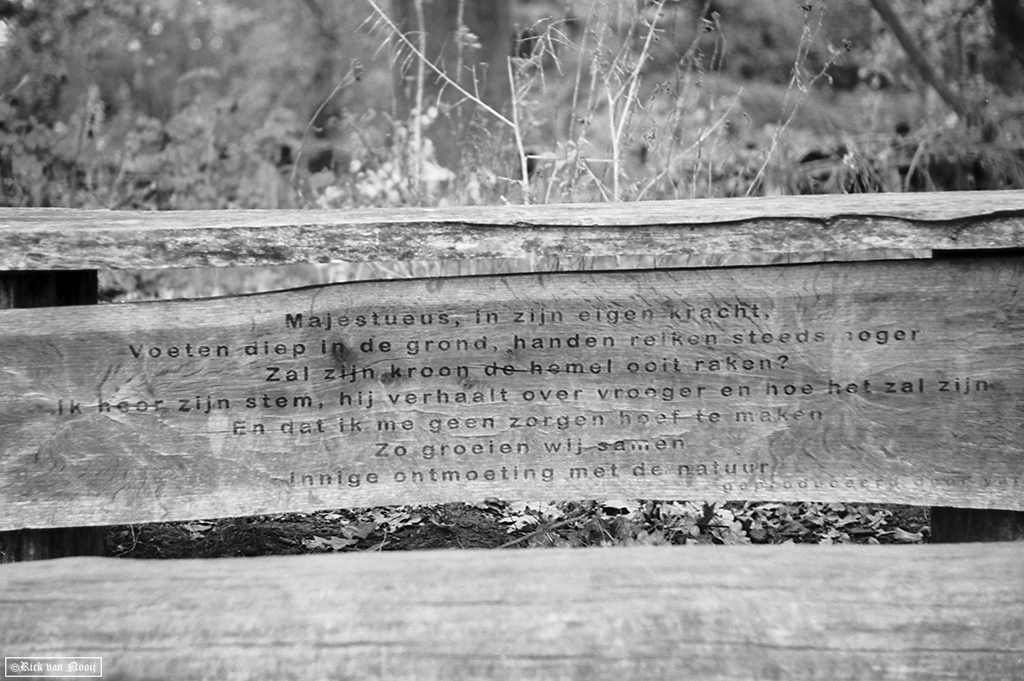 Majestueus, in zijn eigen kracht,
Voeten diep in de grond, handen reiken steeds hoger
Zal zijn kroon de hemel ooit raken?
Ik hoor zijn stem, hij verhaalt over vroeger en hoe het zal zijn
En dat ik me geen zorgen hoef te maken
Zo groeien wij samen
Innige ontmoeting met de natuur
geproduceerd door
©Rick van Nooij